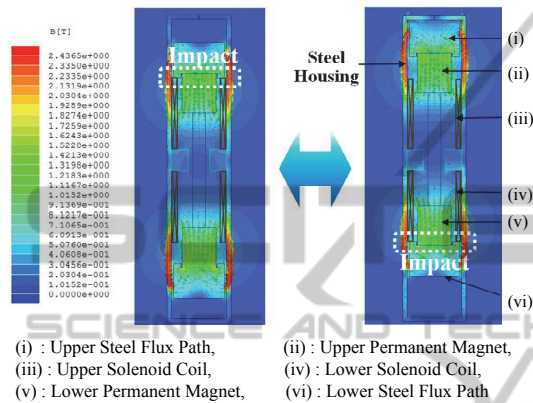 B[T]
2.4365e+000
2.3350e+000
2.2335e+000
2.1319e+000
2.0304e+000
1.9289e+000
1.8274e+000
1.7259e+000
1.6243e+000
1.5220e+000
1.4213e+000
1.3198e+000
1.2183e+000
1.1167e+000
1.0152e+000
9.1369e-001
8.1217e-001
7.1065e-001
6.0913e-001
5.0760e-001
4.0608e-001
3.0456e-001
2.0304e-001
1.0152e-001
0.0000e+000
Impact
Steel
Housing
Impact
(i)
(ii)
(iii)
(iv)
(v)
(vi)
SCIENCE AND TECH
(i) : Upper Steel Flux Path,
(ii) : Upper Permanent Magnet,
(iii) : Upper Solenoid Coil,
(iv) : Lower Solenoid Coil,
(v) : Lower Permanent Magnet,
(vi) : Lower Steel Flux Path